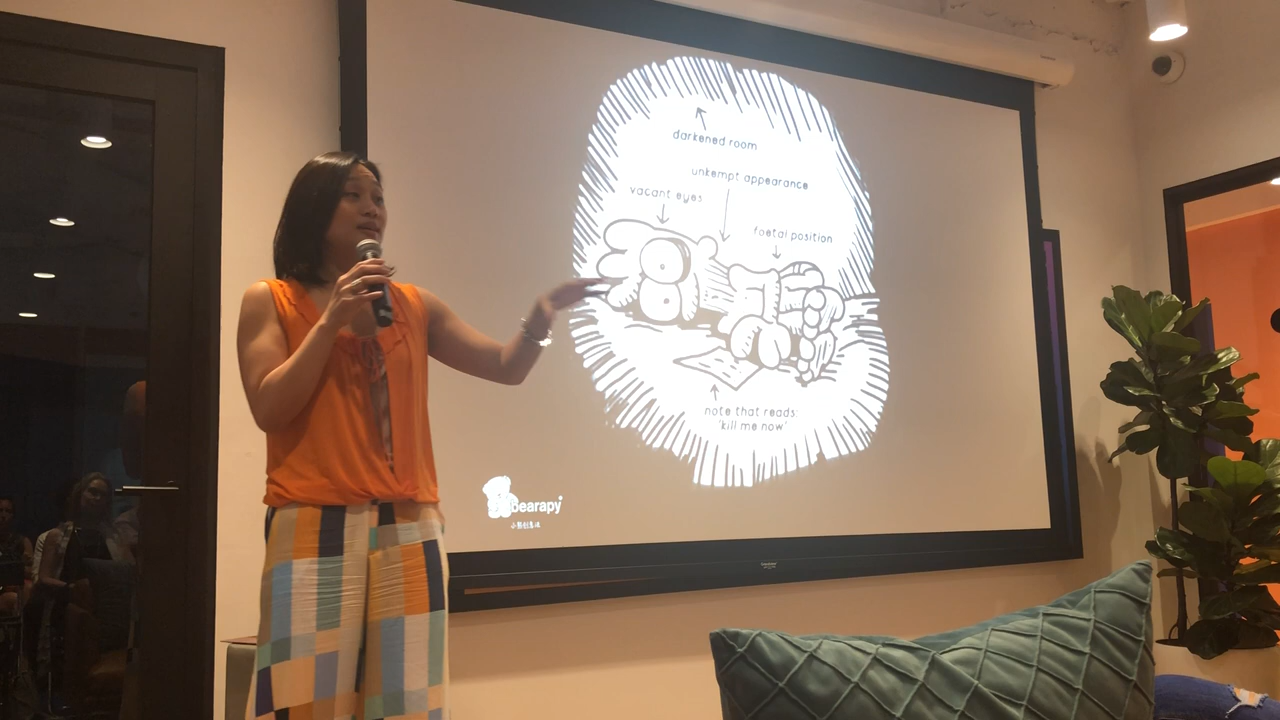 darkened room
unkempt appearance
vacant eyes
foetal position
note that reads:
'kill me now'
bearapy